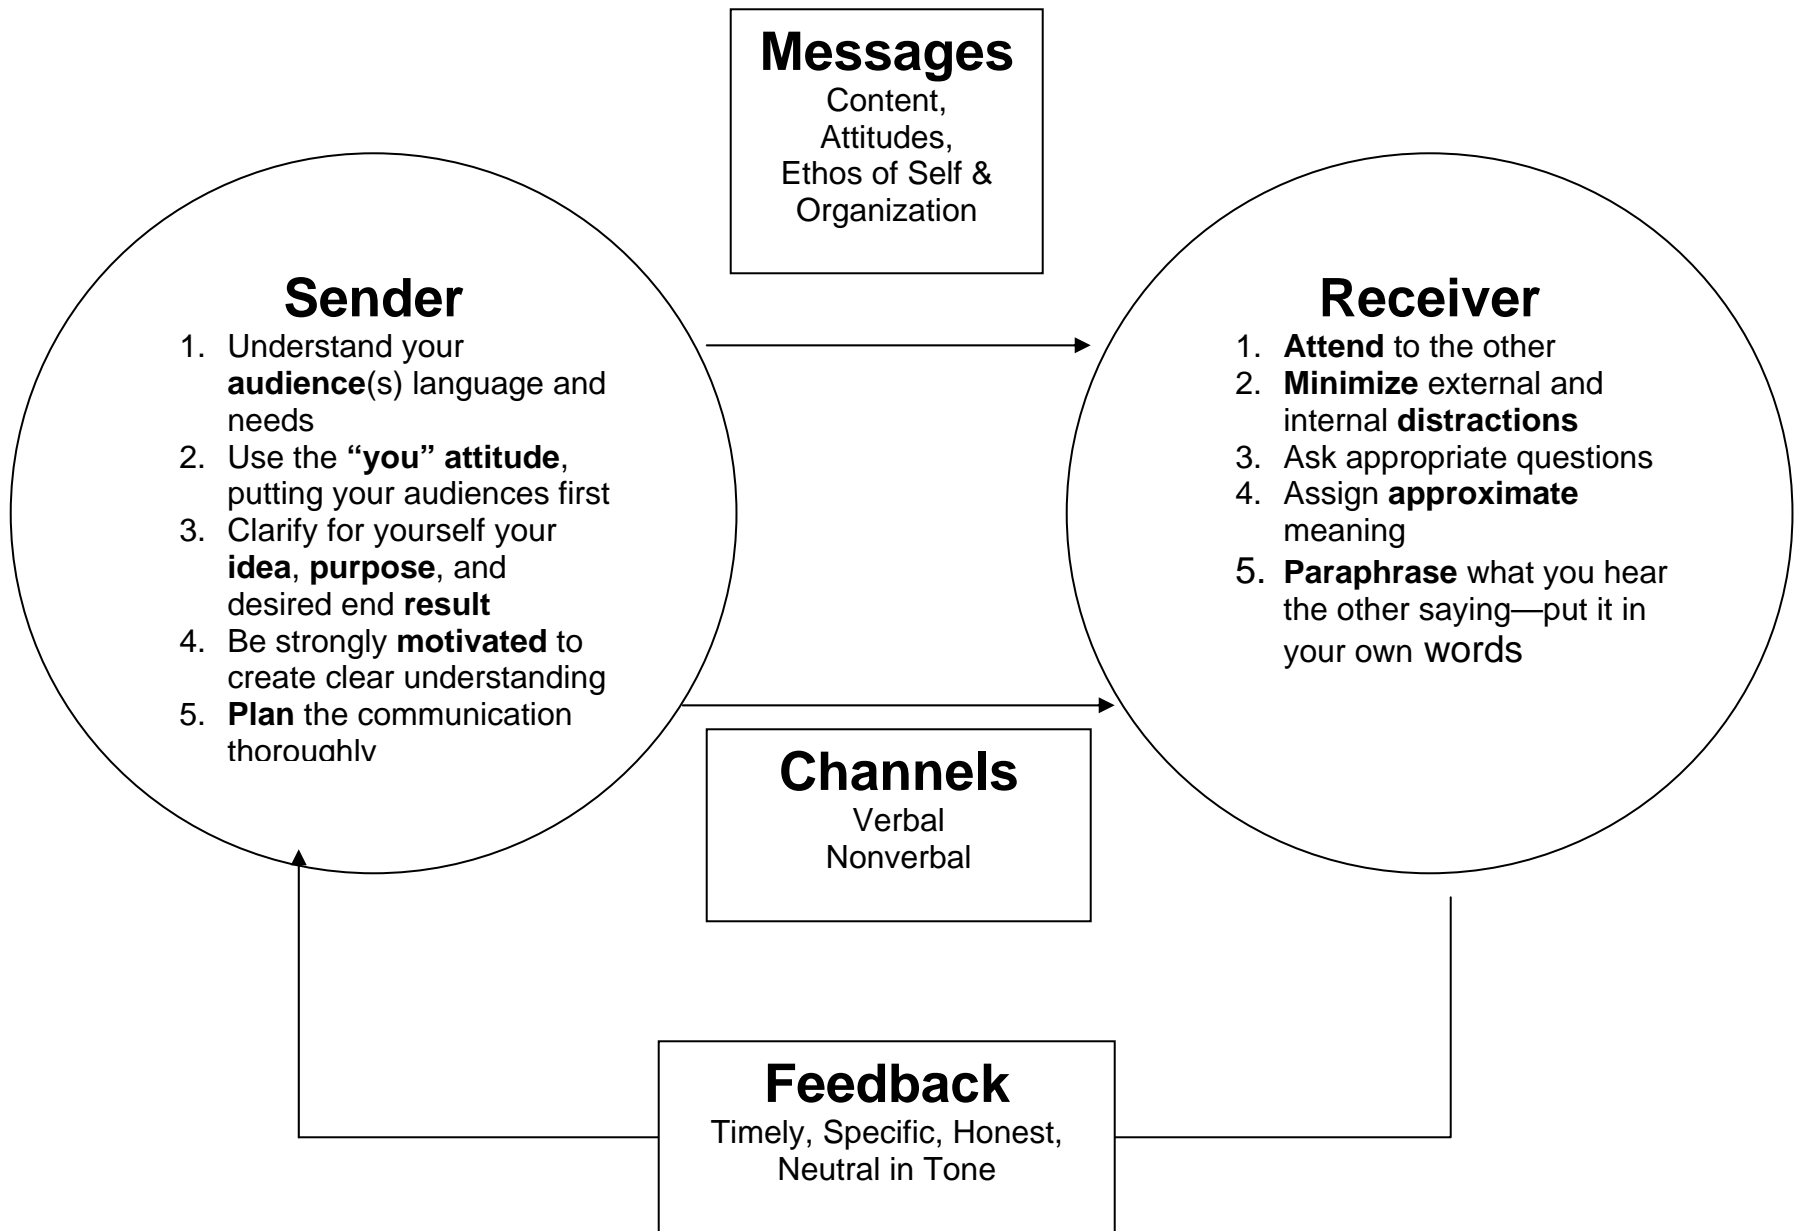 Messages
Content,
Attitudes,
Ethos of Self &
Organization
Sender
1. Understand your
audience(s) language and
needs
2. Use the “you” attitude,
putting your audiences first
3. Clarify for yourself your
idea, purpose, and
desired end result
4. Be strongly motivated to
create clear understanding
5. Plan the communication
thoroughly
Receiver
1. Attend to the other
2. Minimize external and
internal distractions
3. Ask appropriate questions
4. Assign approximate
meaning
5. Paraphrase what you hear
the other saying—put it in
your own words
Channels
Verbal
Nonverbal
Feedback
Timely, Specific, Honest,
Neutral in Tone